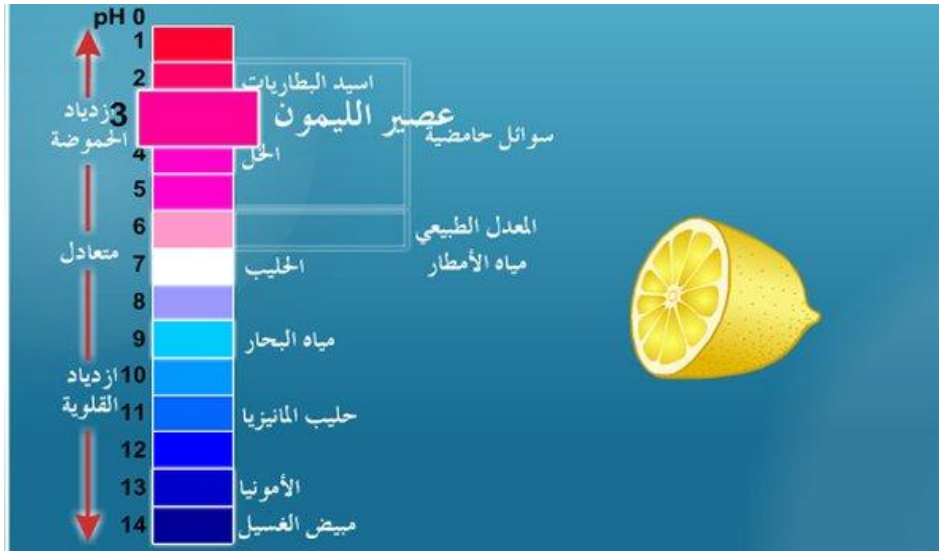 pH 0
1
2
اسيد البطاريات
3
عصير الليمون
ازدياد
الحموضة
سوائل حامضية
4
الخل
5
6
المعدل الطبيعي
مياه الأمطار
متعادل
7
الحليب
8
9
مياه البحار
10
ازدياد
القلوية
11
حليب المانيزيا
12
13
الأمونيا
14
مبيض الغسيل